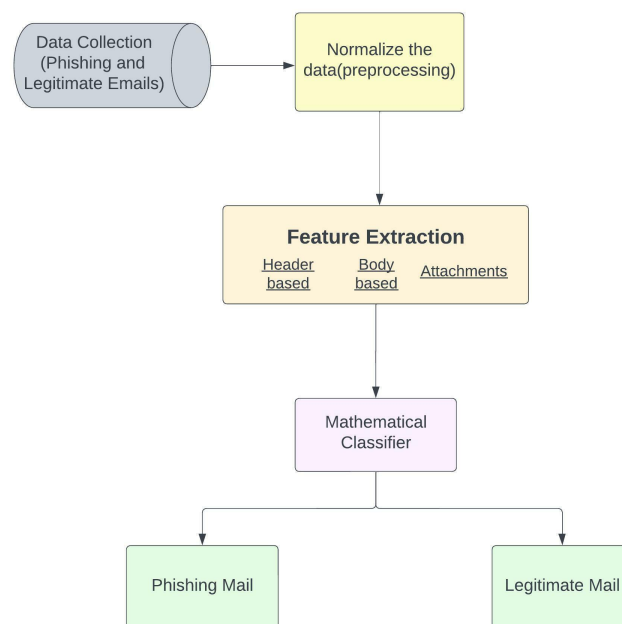 Data Collection
(Phishing and
Legitimate Emails)
Normalize the
data(preprocessing)
Feature Extraction
Header
based
Body
based
Attachments
Mathematical
Classifier
Phishing Mail
Legitimate Mail